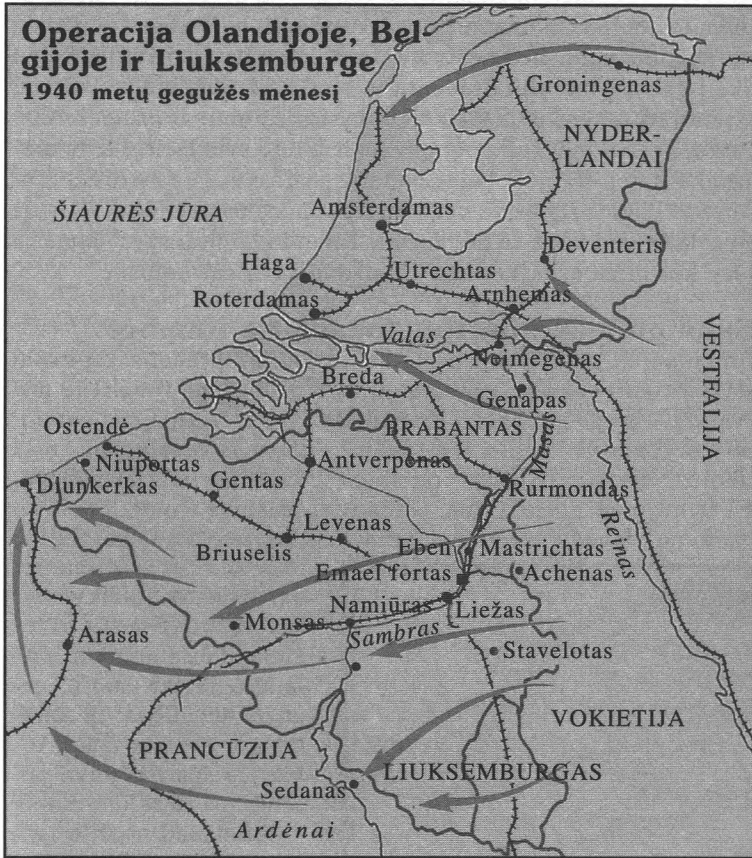 Operacija Olandijoje, Bel-
gijoje ir Liuksemburge
1940 metų gegužės mėnesį
Groningenas
NYDER-
LANDAI
ŠIAURĖS JŪRA
Amsterdamas
Deventeris
Haga
Utrechtas
Arnhemas
Roterdamas
Valas
Neimegenas
VESTFALIJA
Breda
Genapas
BRABANTAS
Ostendė
Masas
Niuportas
Antverpenas
Diunkerkas
Gentas
Rurmondas
Levenas
Reinas
Briuselis
Eben
Mastrichtas
Emael fortas
Achenas
Namiūras
Monsas
Liežas
Sambras
Arasas
Stavelotas
VOKIETIJA
PRANCŪZIJA
LIUKSEMBURGAS
Sedanas
Ardėnai